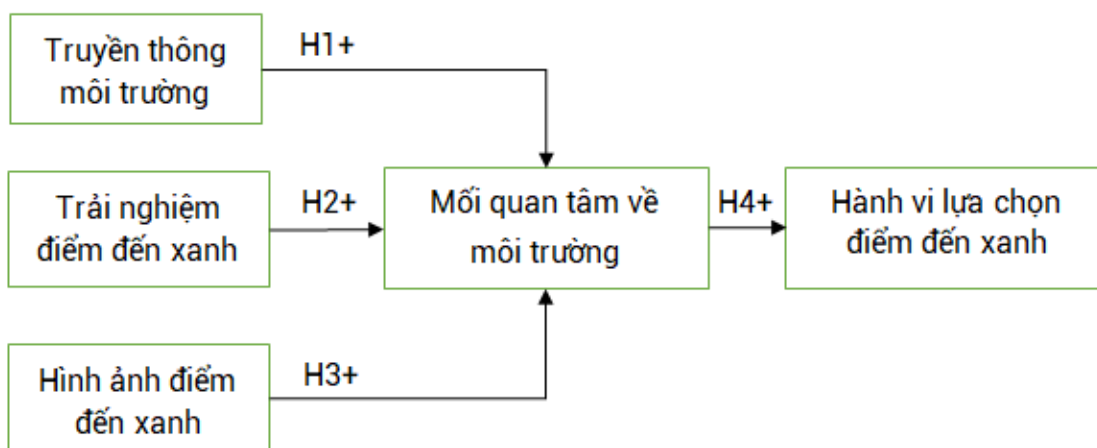 Truyền thông
môi trường
H1+
Trải nghiệm
điểm đến xanh
H2+
Mối quan tâm về
môi trường
H4+
Hành vi lựa chọn
điểm đến xanh
Hình ảnh điểm
đến xanh
H3+